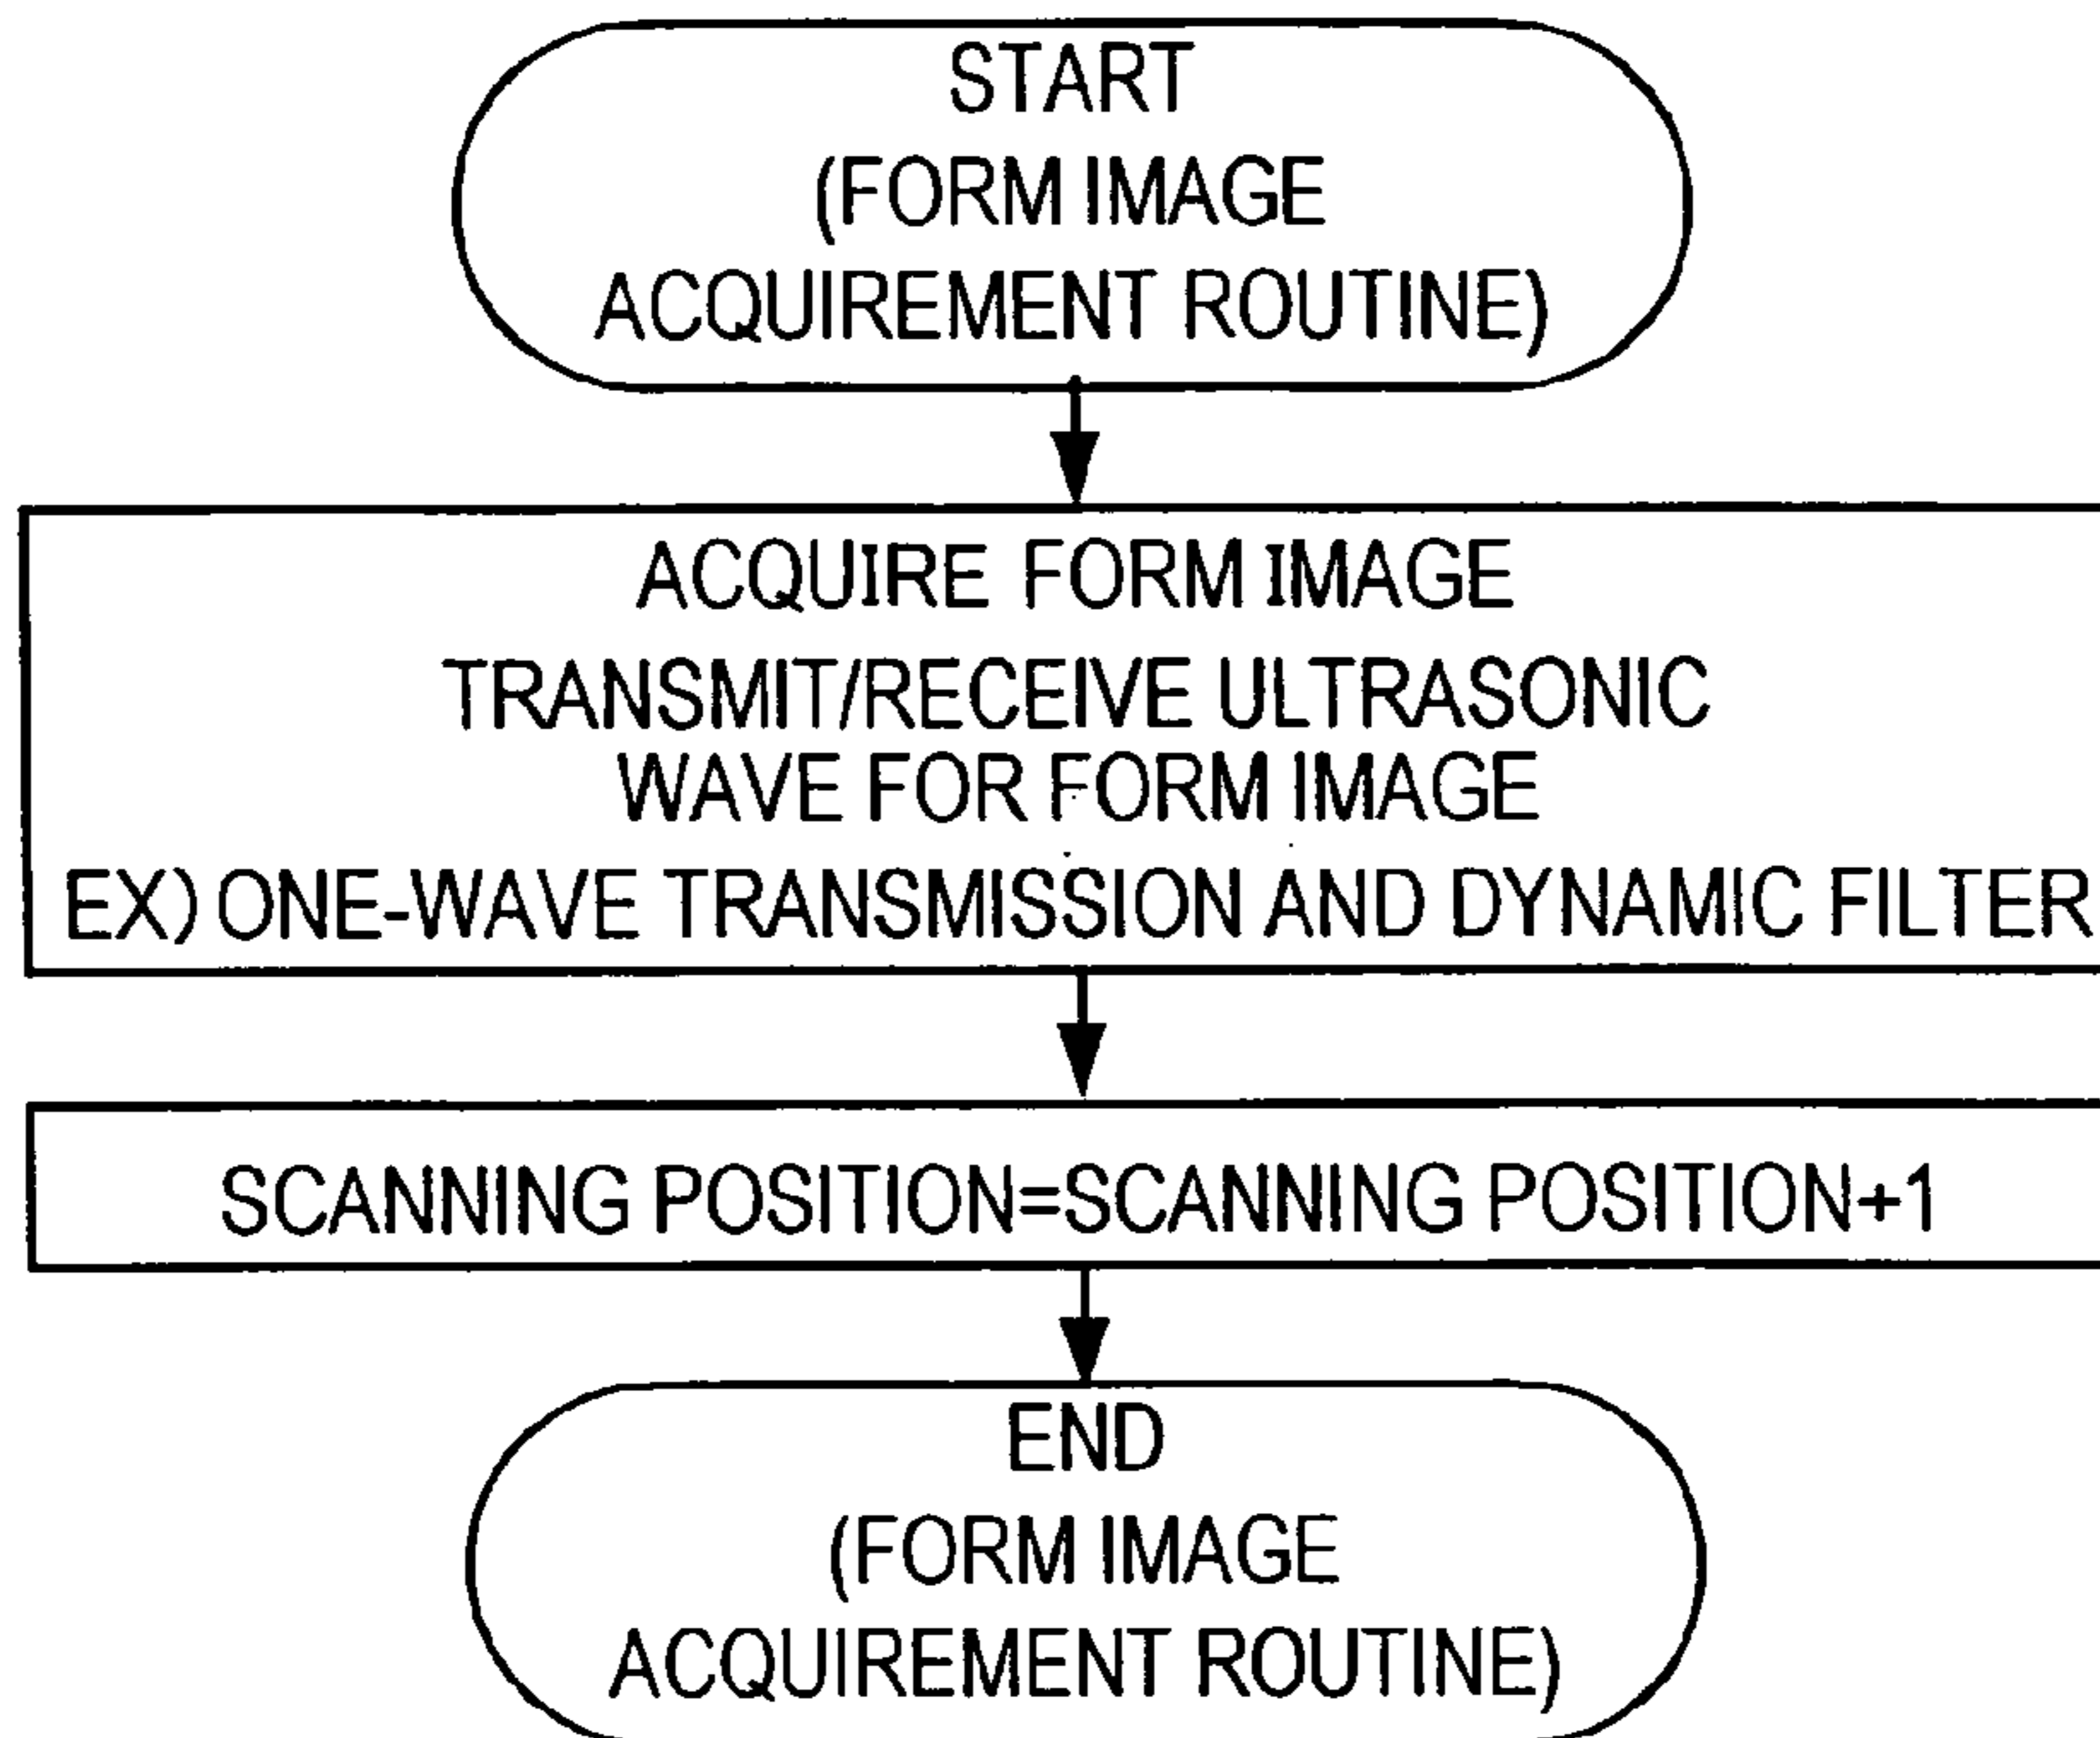 START
(FORM IMAGE
ACQUIREMENT ROUTINE)
ACQUIRE FORM IMAGE
TRANSMIT/RECEIVE ULTRASONIC
WAVE FOR FORM IMAGE
EX) ONE-WAVE TRANSMISSION AND DYNAMIC FILTER
SCANNING POSITION=SCANNING POSITION+1
END
(FORM IMAGE
ACQUIREMENT ROUTINE)